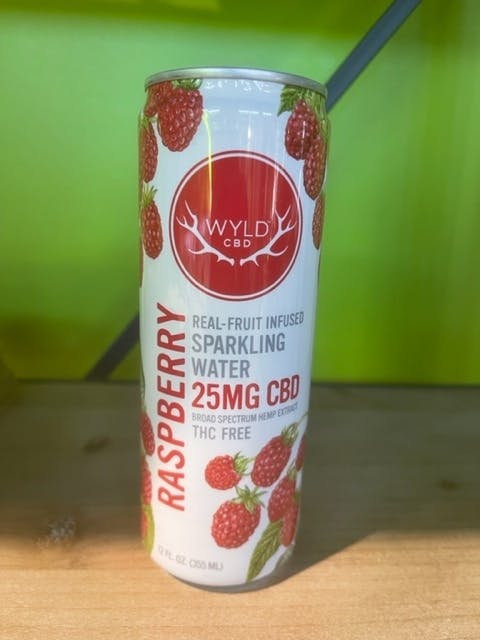 WYLD
CBD
RASPBERRY
REAL-FRUIT INFUSED
SPARKLING
WATER
25MG CBD
BROAD SPECTRUM HEMP EXTRACT
THC FREE
12 FL. OZ. (355 ML)